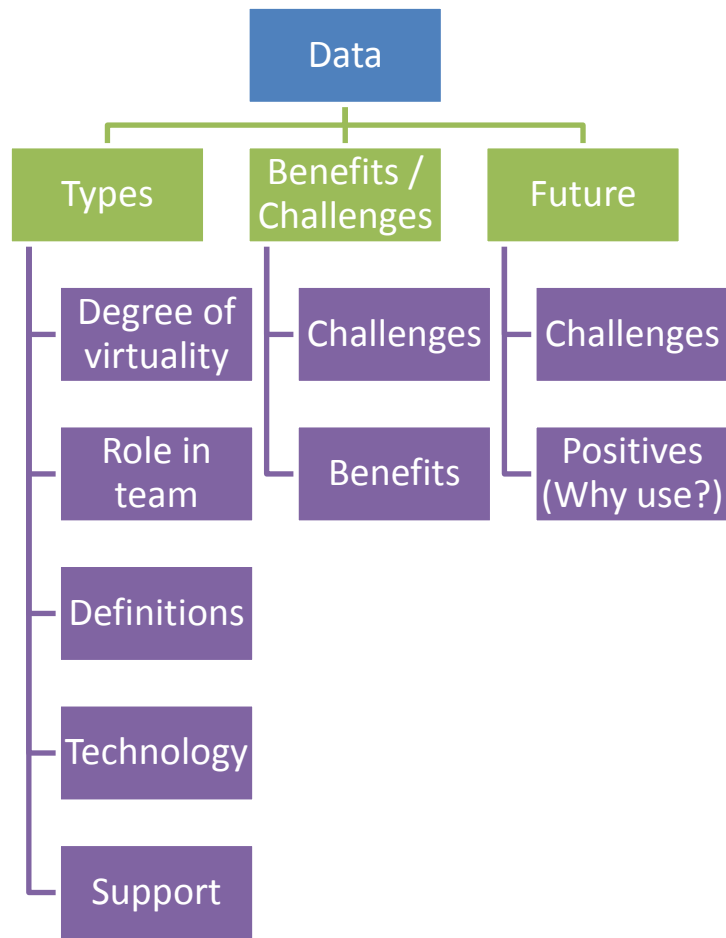 Data
Types
Benefits /
Challenges
Future
Degree of
virtuality
Challenges
Challenges
Role in
team
Benefits
Positives
(Why use?)
Definitions
Technology
Support